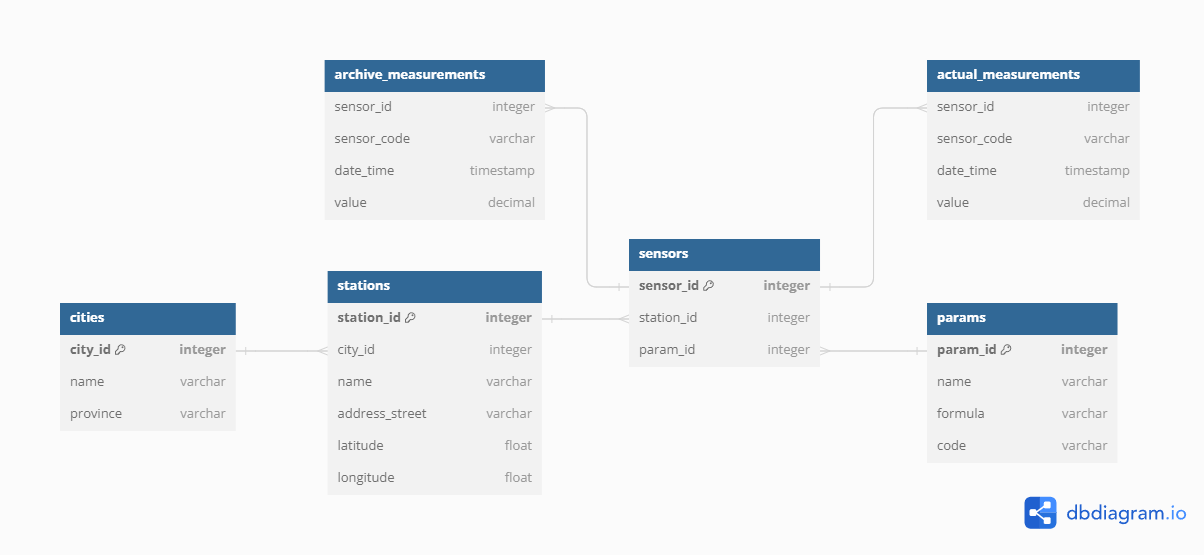 archive_measurements
sensor_id integer
sensor_code varchar
date_time timestamp
value decimal
actual_measurements
sensor_id integer
sensor_code varchar
date_time timestamp
value decimal
sensors
sensor_id integer
station_id integer
param_id integer
stations
station_id integer
city_id integer
name varchar
address_street varchar
latitude float
longitude float
cities
city_id integer
name varchar
province varchar
params
param_id integer
name varchar
formula varchar
code varchar
dbdiagram.io